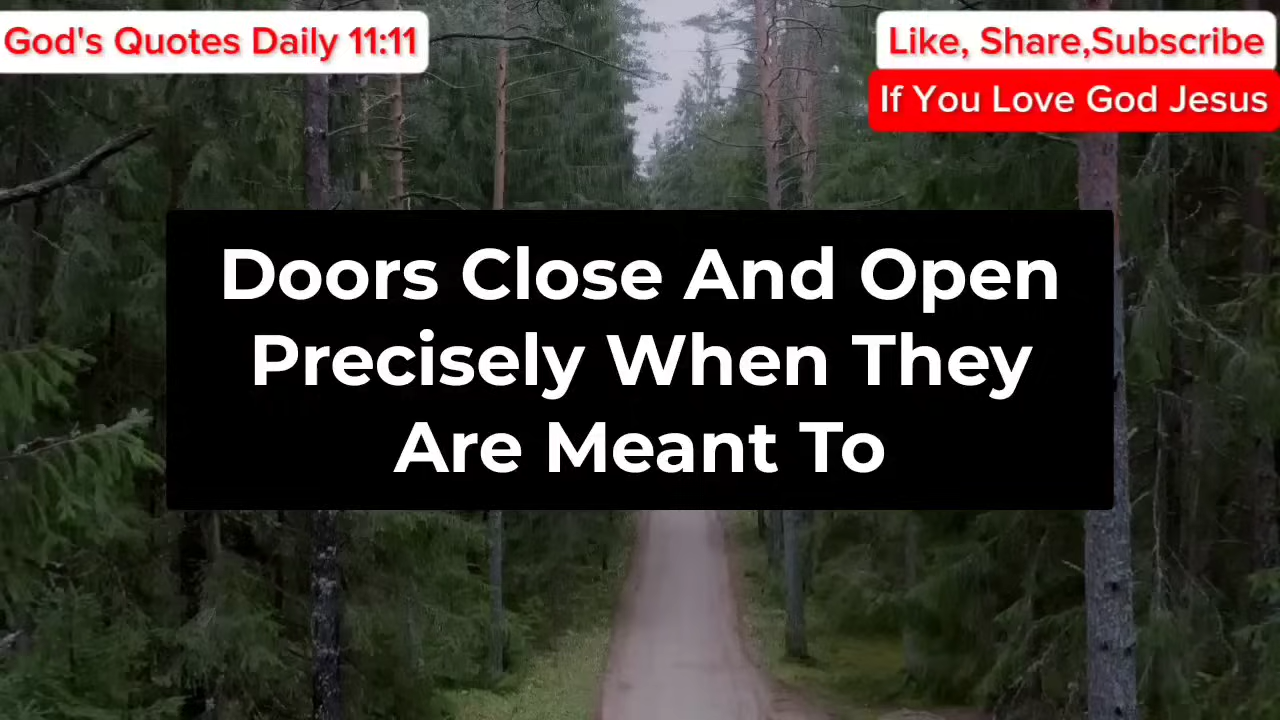 God's Quotes Daily 11:11
Like, Share,Subscribe
If You Love God Jesus
Doors Close And Open
Precisely When They
Are Meant To